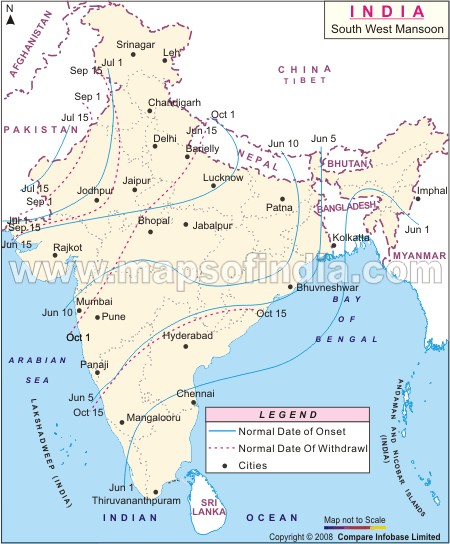 INDIA
South West Mansoon
N
AFGHANISTAN
Srinagar
Leh
Jul 1
Sep 15
CHINA
TIBET
Sep 1
Chandigarh
Oct 1
Jul 15
Jun 15
PAKISTAN
Delhi
Jun 10
Jun 5
Barielly
NEPAL
BHUTAN
Jul 15
Sep 1
Jodhpur
Jaipur
Lucknow
Patna
BANGLADESH
Imphal
Jul 1
Sep 15
Jun 15
Bhopal
Jabalpur
Jun 1
Rajkot
Kolkatta
MYANMAR
www.mapsofindia.com
Bhuvneshwar
Mumbai
Jun 10
Pune
Oct 15
BAY
OF
BENGAL
Oct 1
Hyderabad
ARABIAN
SEA
Panaji
Jun 5
Oct 15
Chennai
Mangalooru
LAKSHADWEEP (INDIA)
ANDAMAN AND NICOBAR ISLANDS
(INDIA)
LEGEND
Normal Date of Onset
Normal Date Of Withdrawl
Cities
Jun 1
Thiruvananthpuram
SRI
LANKA
INDIAN OCEAN
Map not to Scale
Copyright © 2008 Compare Infobase Limited